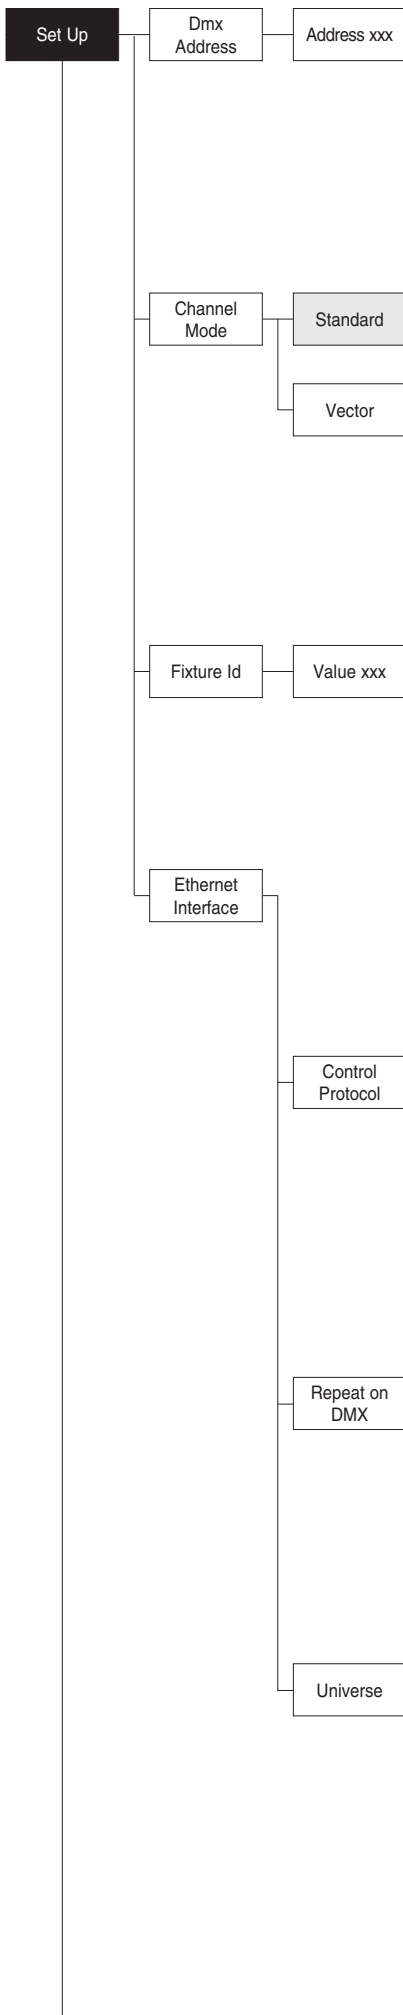 Set Up
Dmx
Address
Address xxx
Channel
Mode
Standard
Vector
Fixture Id
Value xxx
Ethernet
Interface
Control
Protocol
Repeat on
DMX
Universe